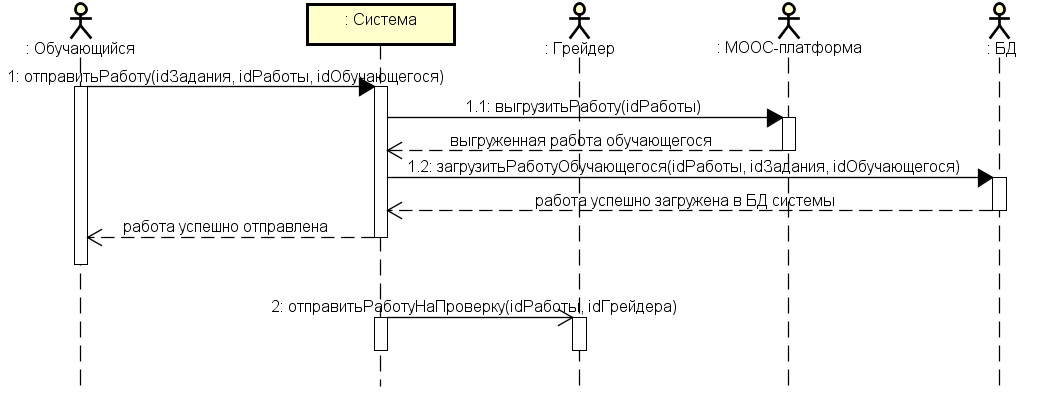 : Обучающийся
: Система
: Грейдер
: МООС-платформа
: БД
1: отправитьРаботу(idЗадания, idРаботы, idОбучающегося)
1.1: выгрузитьРаботу(idРаботы)
выгруженная работа обучающегося
1.2: загрузитьРаботуОбучающегося(idРаботы, idЗадания, idОбучающегося)
работа успешно загружена в БД системы
работа успешно отправлена
2: отправитьРаботуНаПроверку(idРаботы, idГрейдера)